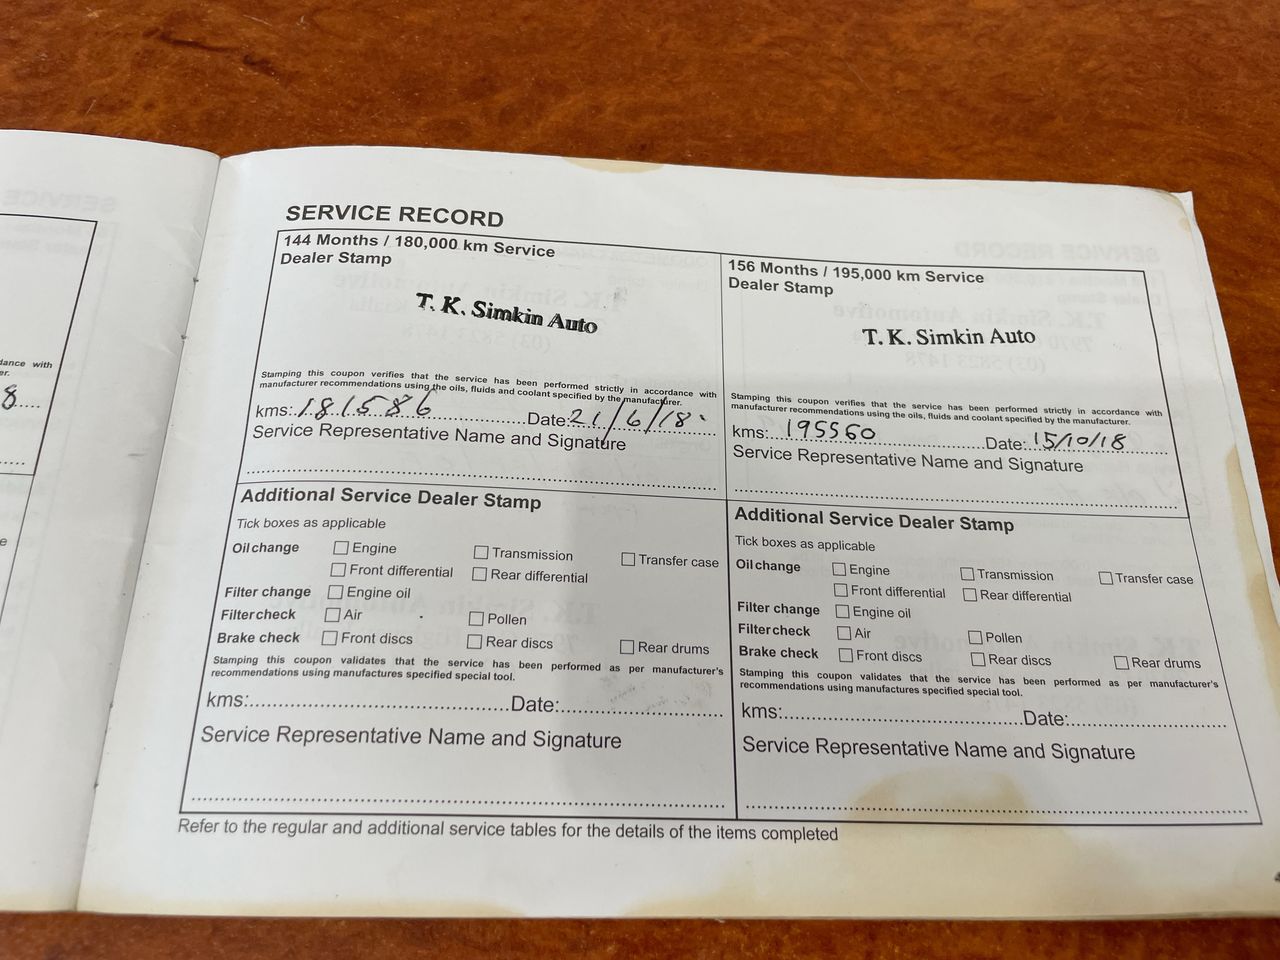 dance with
er.
8
e
SERVICE RECORD
144 Months / 180,000 km Service
Dealer Stamp
T. K. Simkin Auto
Stamping this coupon verifies that the service has been performed strictly in accordance with
manufacturer recommendations using the oils, fluids and coolant specified by the manufacturer.
kms: 181586 Date: 21/6/18.
Service Representative Name and Signature
Additional Service Dealer Stamp
Tick boxes as applicable
Oil change Engine Transmission Transfer case
Front differential Rear differential
Filter change Engine oil
Filter check Air Pollen
Brake check Front discs Rear discs Rear drums
Stamping this coupon validates that the service has been performed as per manufacturer's
recommendations using manufactures specified special tool.
kms: Date:
Service Representative Name and Signature
156 Months / 195,000 km Service
Dealer Stamp
T. K. Simkin Auto
Stamping this coupon verifies that the service has been performed strictly in accordance with
manufacturer recommendations using the oils, fluids and coolant specified by the manufacturer.
kms: 195560 Date: 15/10/18
Service Representative Name and Signature
Additional Service Dealer Stamp
Tick boxes as applicable
Oil change Engine Transmission Transfer case
Front differential Rear differential
Filter change Engine oil
Filter check Air Pollen
Brake check Front discs Rear discs Rear drums
Stamping this coupon validates that the service has been performed as per manufacturer's
recommendations using manufactures specified special tool.
kms: Date:
Service Representative Name and Signature
Refer to the regular and additional service tables for the details of the items completed